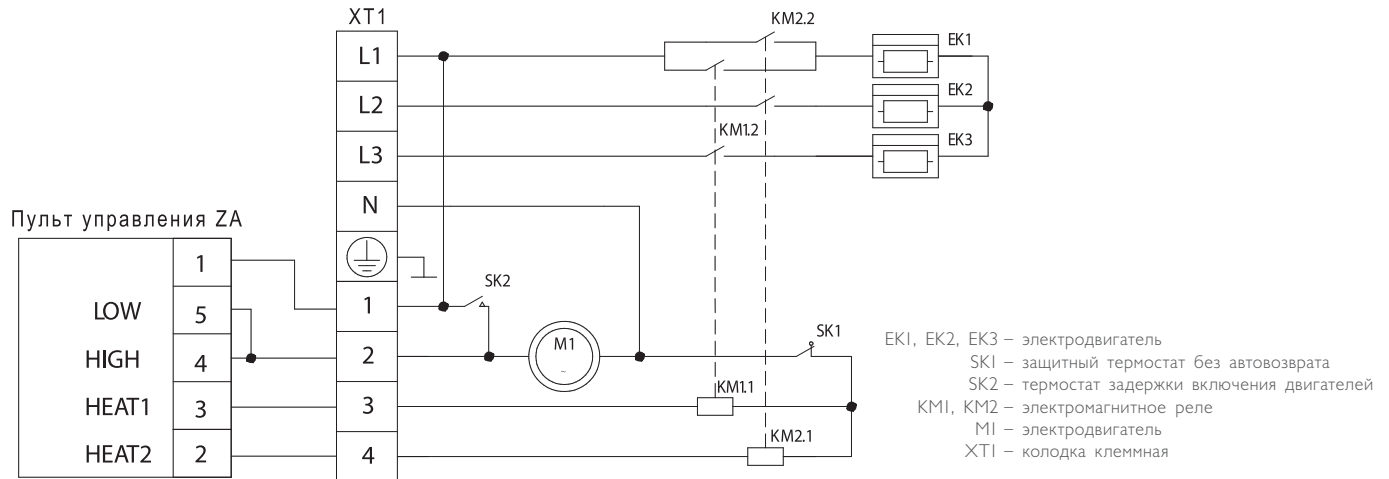 XT1
KM2.2
L1
EK1
L2
EK2
KM1.2
L3
EK3
N
Пульт управления ZA
1
SK2
1
LOW 5
HIGH 4
2
M1
~
SK1
HEAT1 3
3
KM1.1
HEAT2 2
4
KM2.1
EK1, EK2, EK3 – электродвигатель
SK1 – защитный термостат без автовозврата
SK2 – термостат задержки включения двигателей
KM1, KM2 – электромагнитное реле
M1 – электродвигатель
XT1 – колодка клеммная